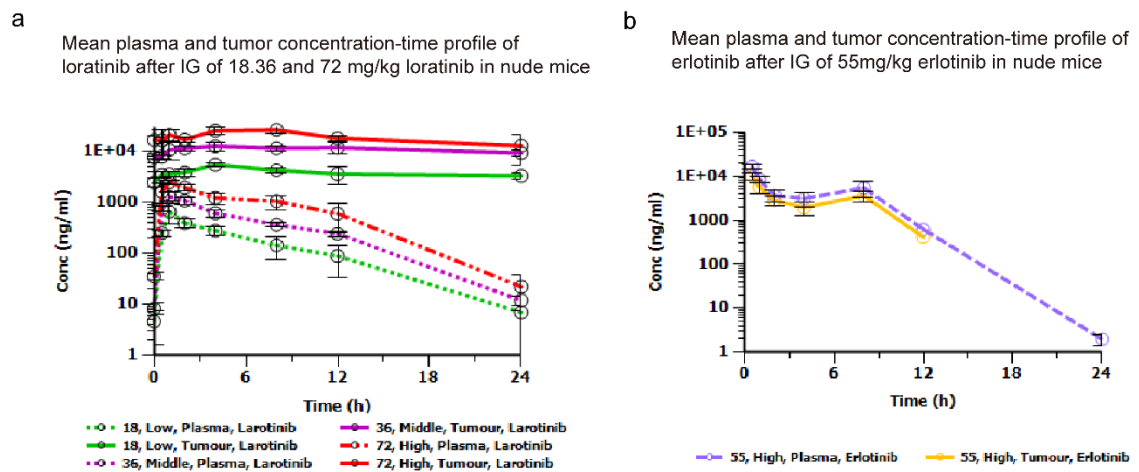 a
Mean plasma and tumor concentration-time profile of
loratinib after IG of 18.36 and 72 mg/kg loratinib in nude mice
Conc (ng/ml)
1E+04
1000
100
10
1
0 6 12 18 24
Time (h)
18, Low, Plasma, Larotinib
18, Low, Tumour, Larotinib
36, Middle, Plasma, Larotinib
36, Middle, Tumour, Larotinib
72, High, Plasma, Larotinib
72, High, Tumour, Larotinib
b
Mean plasma and tumor concentration-time profile of
erlotinib after IG of 55mg/kg erlotinib in nude mice
Conc (ng/ml)
1E+05
1E+04
1000
100
10
1
0 6 12 18 24
Time (h)
55, High, Plasma, Erlotinib
55, High, Tumour, Erlotinib